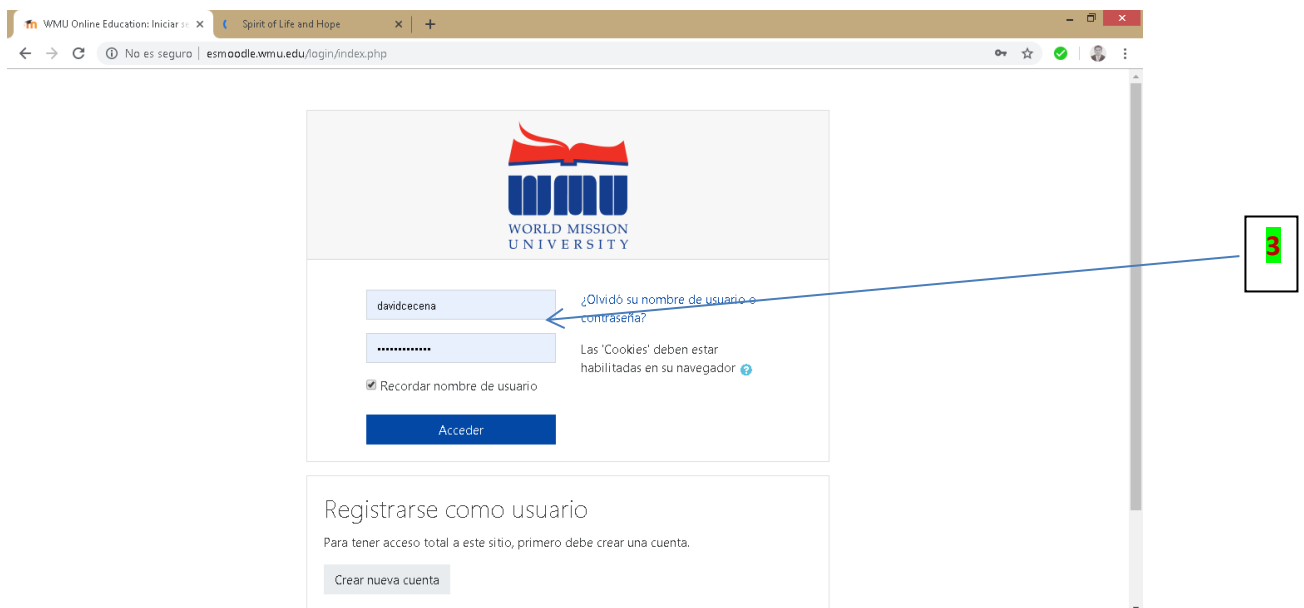 WMU Online Education: Iniciar se
Spirit of Life and Hope
No es seguro | esmoodle.wmu.edu/login/index.php
WMU
WORLD MISSION
UNIVERSITY
3
davidcecena
¿Olvidó su nombre de usuario o
contraseña?
•••••••••••••
Las 'Cookies' deben estar
habilitadas en su navegador
Recordar nombre de usuario
Acceder
Registrarse como usuario
Para tener acceso total a este sitio, primero debe crear una cuenta.
Crear nueva cuenta